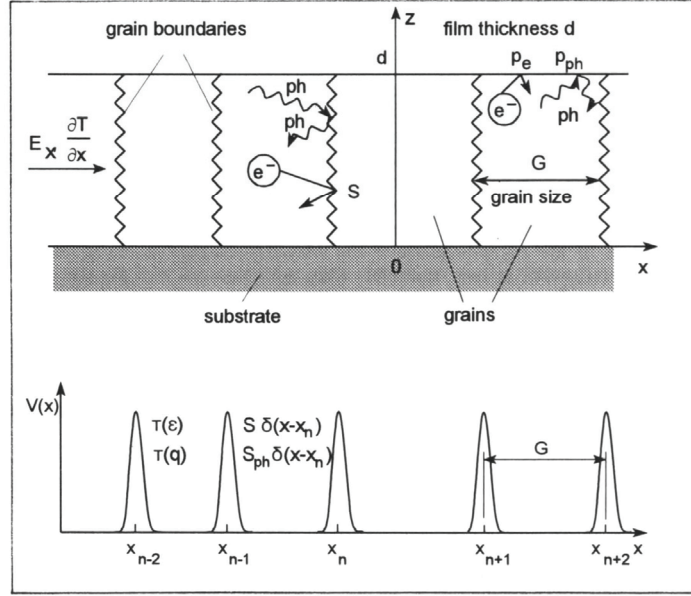 grain boundaries
z
film thickness d
d
p_e p_ph
ph
ph
e⁻
ph
E_x, ∂T/∂x
e⁻
S
G
grain size
0
x
substrate
grains
V(x)
τ(ε) S δ(x-x_n)
τ(q) S_ph δ(x-x_n)
G
x_n-2 x_n-1 x_n x_n+1 x_n+2 x